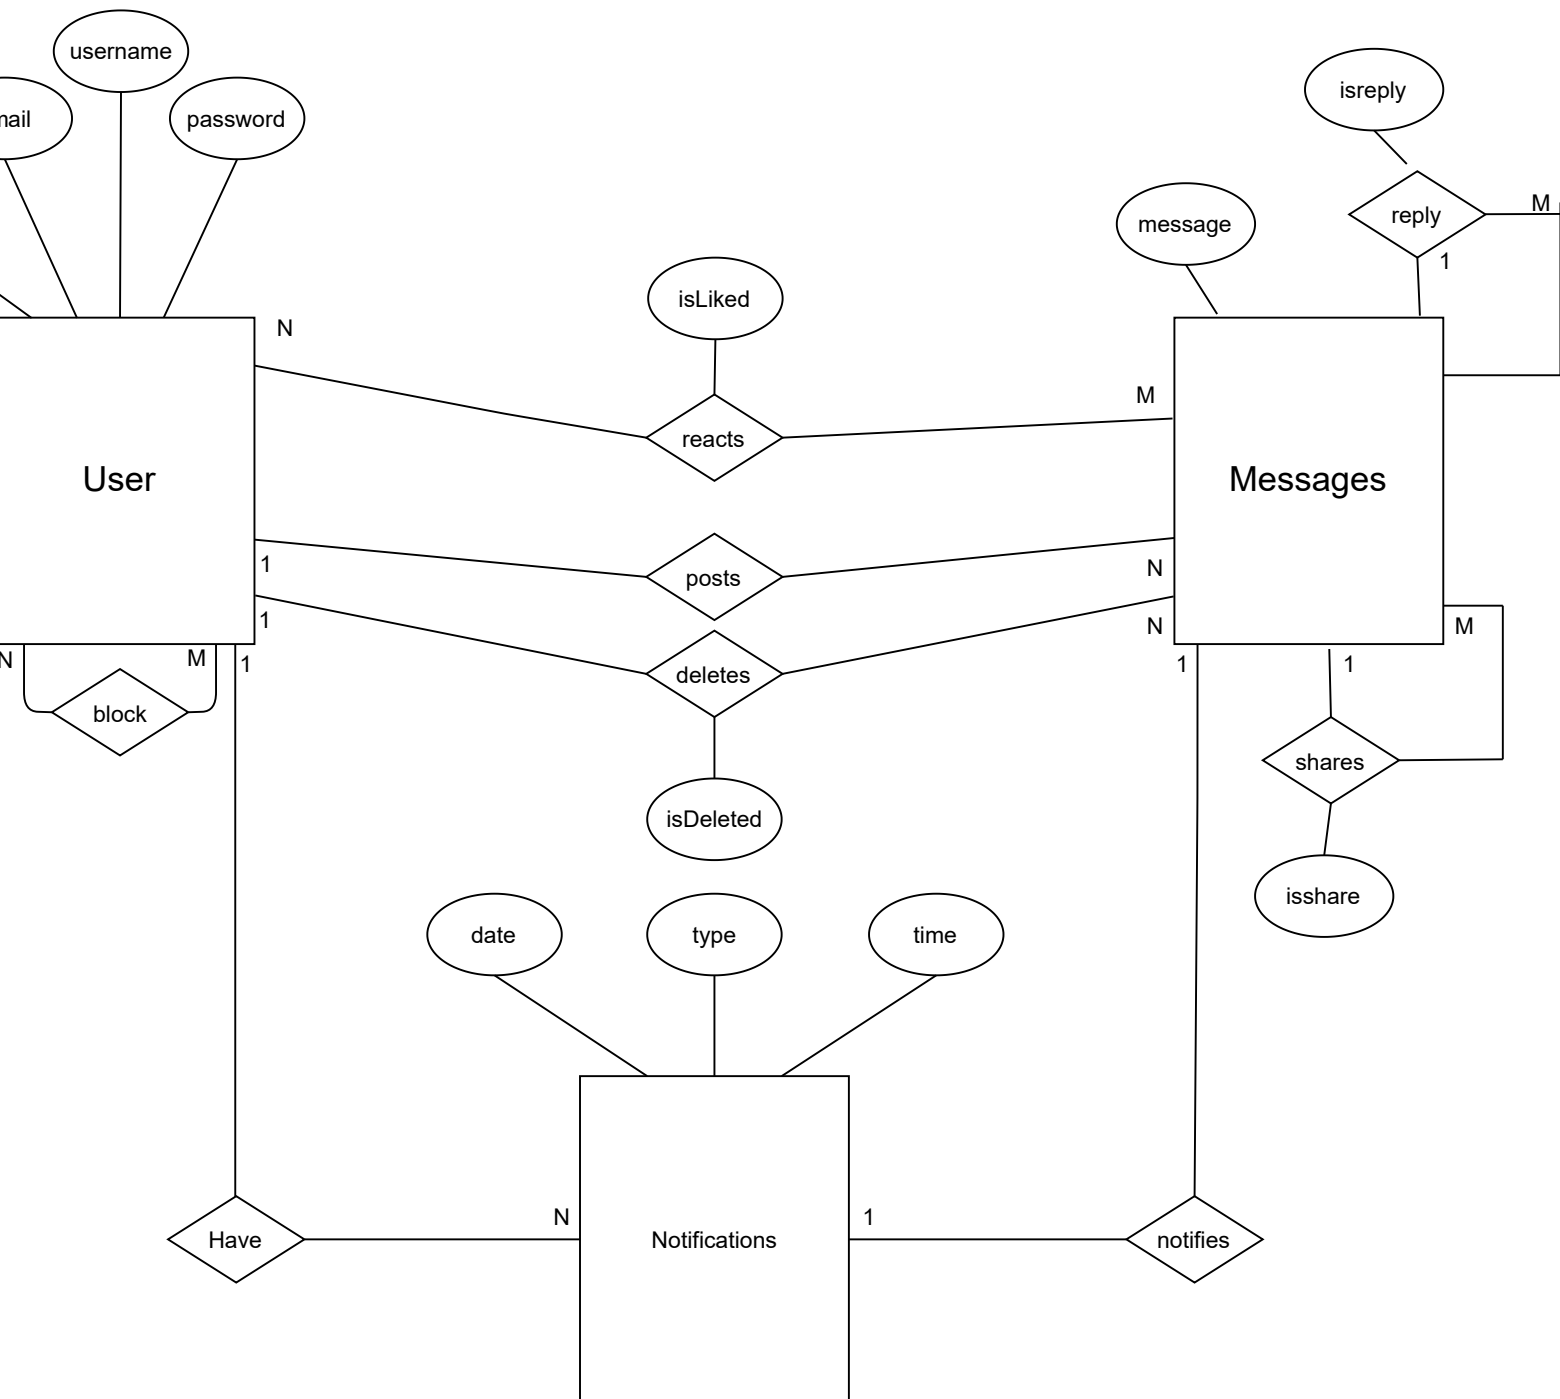 username
isreply
mail
password
M
reply
message
1
isLiked
N
M
reacts
User
Messages
1
posts
N
1
N
M
N
M
1
deletes
1
1
block
shares
isDeleted
isshare
date
type
time
N
1
Have
Notifications
notifies